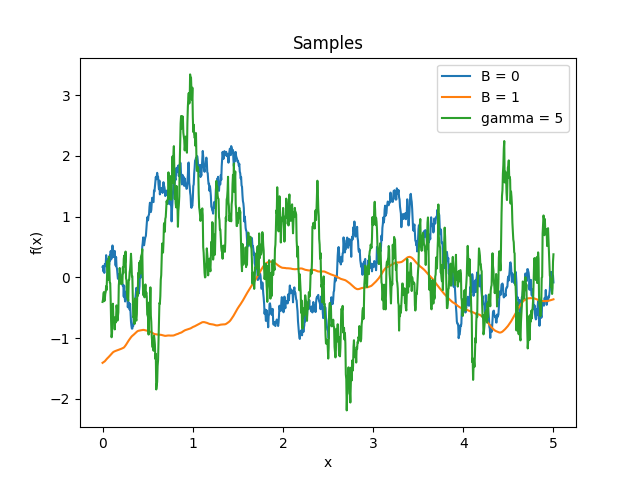 Samples
B = 0
B = 1
gamma = 5
f(x)
3
2
1
0
−1
−2
0 1 2 3 4 5
x